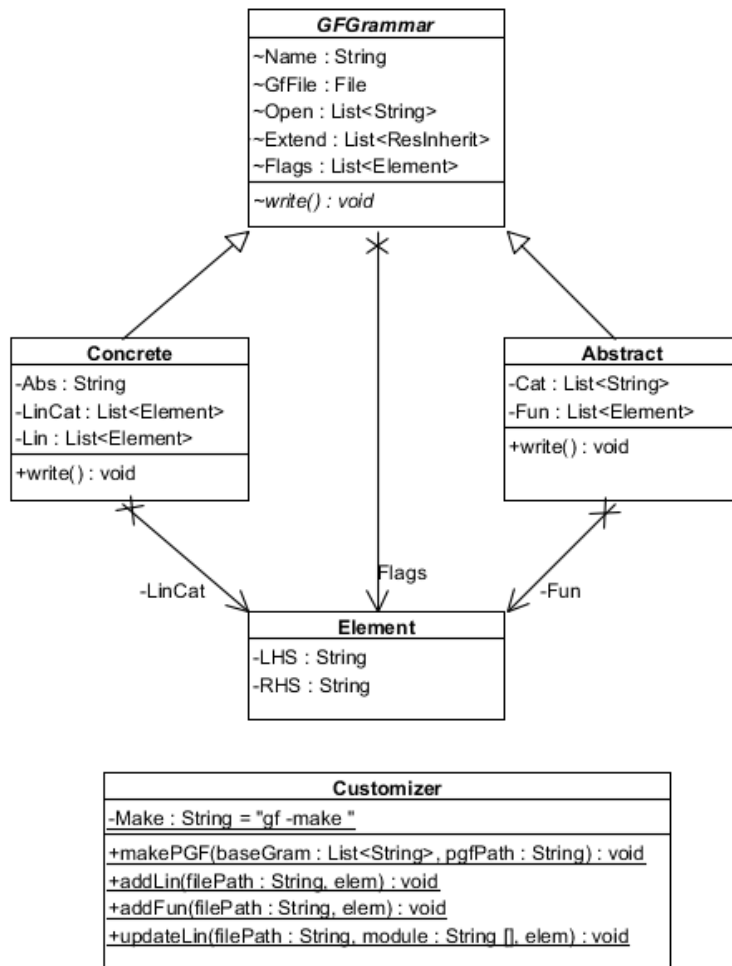 GFGrammar
~Name : String
~GfFile : File
~Open : List<String>
~Extend : List<ResInherit>
~Flags : List<Element>
~write() : void
Concrete
-Abs : String
-LinCat : List<Element>
-Lin : List<Element>
+write() : void
Abstract
-Cat : List<String>
-Fun : List<Element>
+write() : void
-LinCat
Flags
-Fun
Element
-LHS : String
-RHS : String
Customizer
-Make : String = "gf -make "
+makePGF(baseGram : List<String>, pgfPath : String) : void
+addLin(filePath : String, elem) : void
+addFun(filePath : String, elem) : void
+updateLin(filePath : String, module : String [], elem) : void